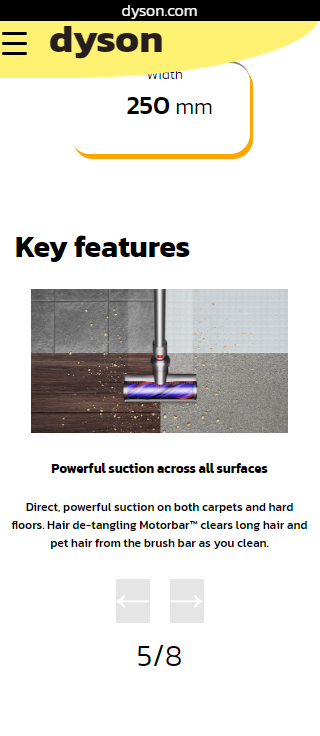 dyson.com
dyson
Width
250 mm
Key features
Powerful suction across all surfaces
Direct, powerful suction on both carpets and hard
floors. Hair de-tangling Motorbar™ clears long hair and
pet hair from the brush bar as you clean.
5/8